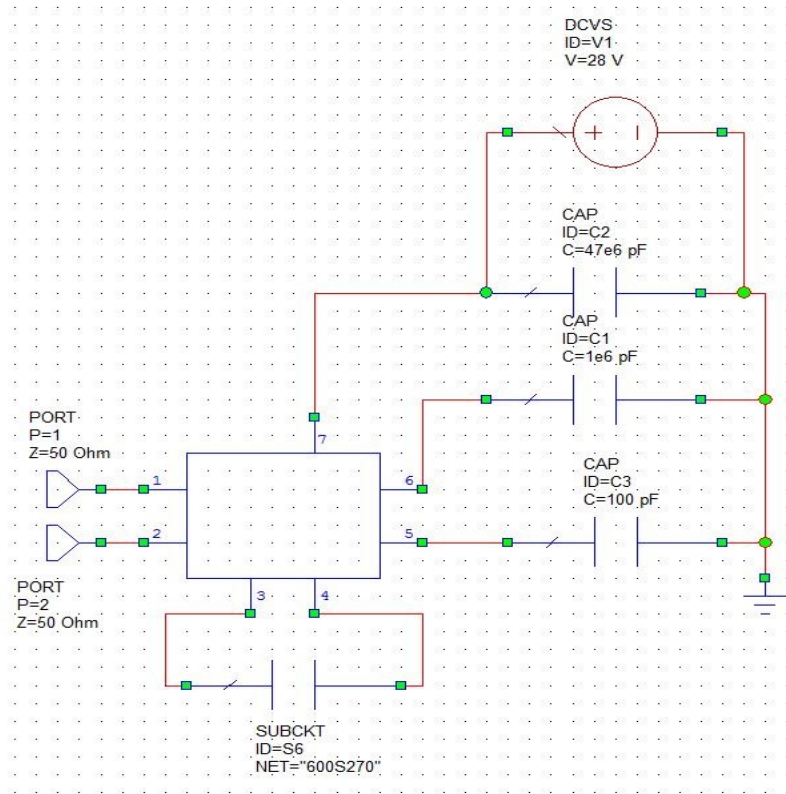 DCVS
ID=V1
V=28 V
CAP
ID=C2
C=47e6 pF
CAP
ID=C1
C=1e6 pF
7
PORT
P=1
Z=50 Ohm
CAP
ID=C3
C=100 pF
1
6
2
5
PORT
P=2
Z=50 Ohm
3
4
SUBCKT
ID=S6
NET="600S270"